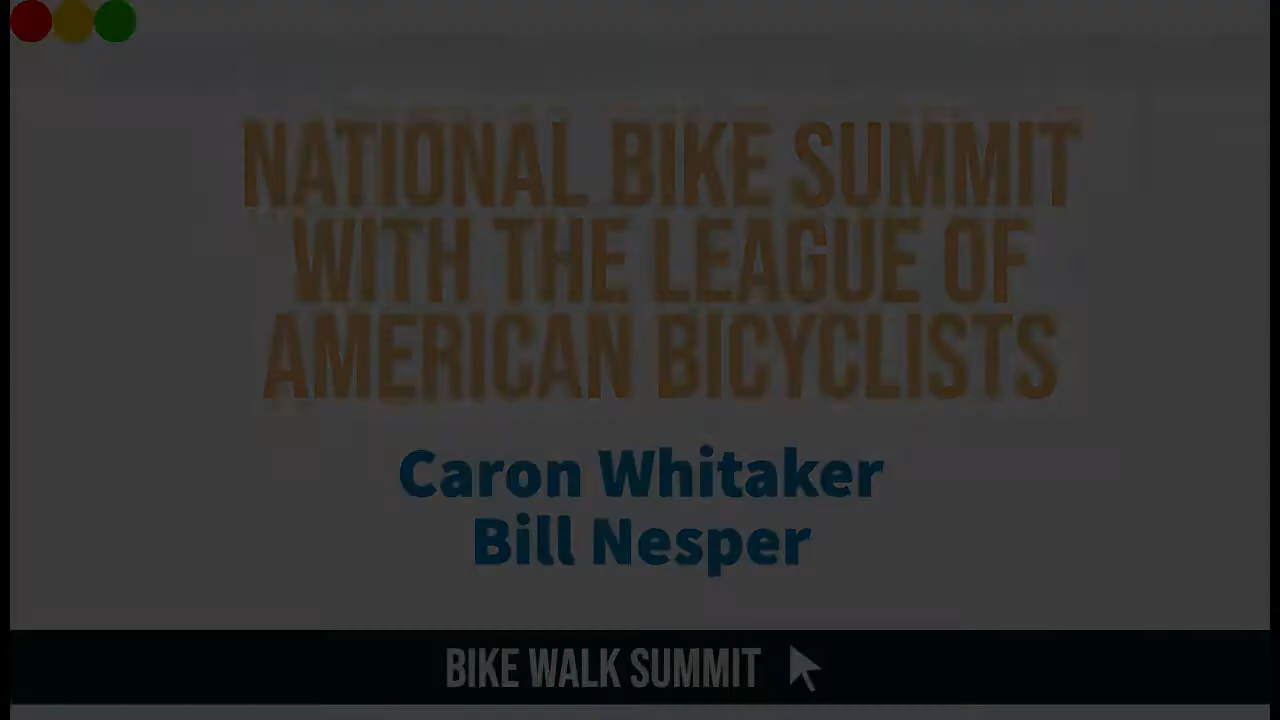 NATIONAL BIKE SUMMIT
WITH THE LEAGUE OF
AMERICAN BICYCLISTS
Caron Whitaker
Bill Nesper
BIKE WALK SUMMIT